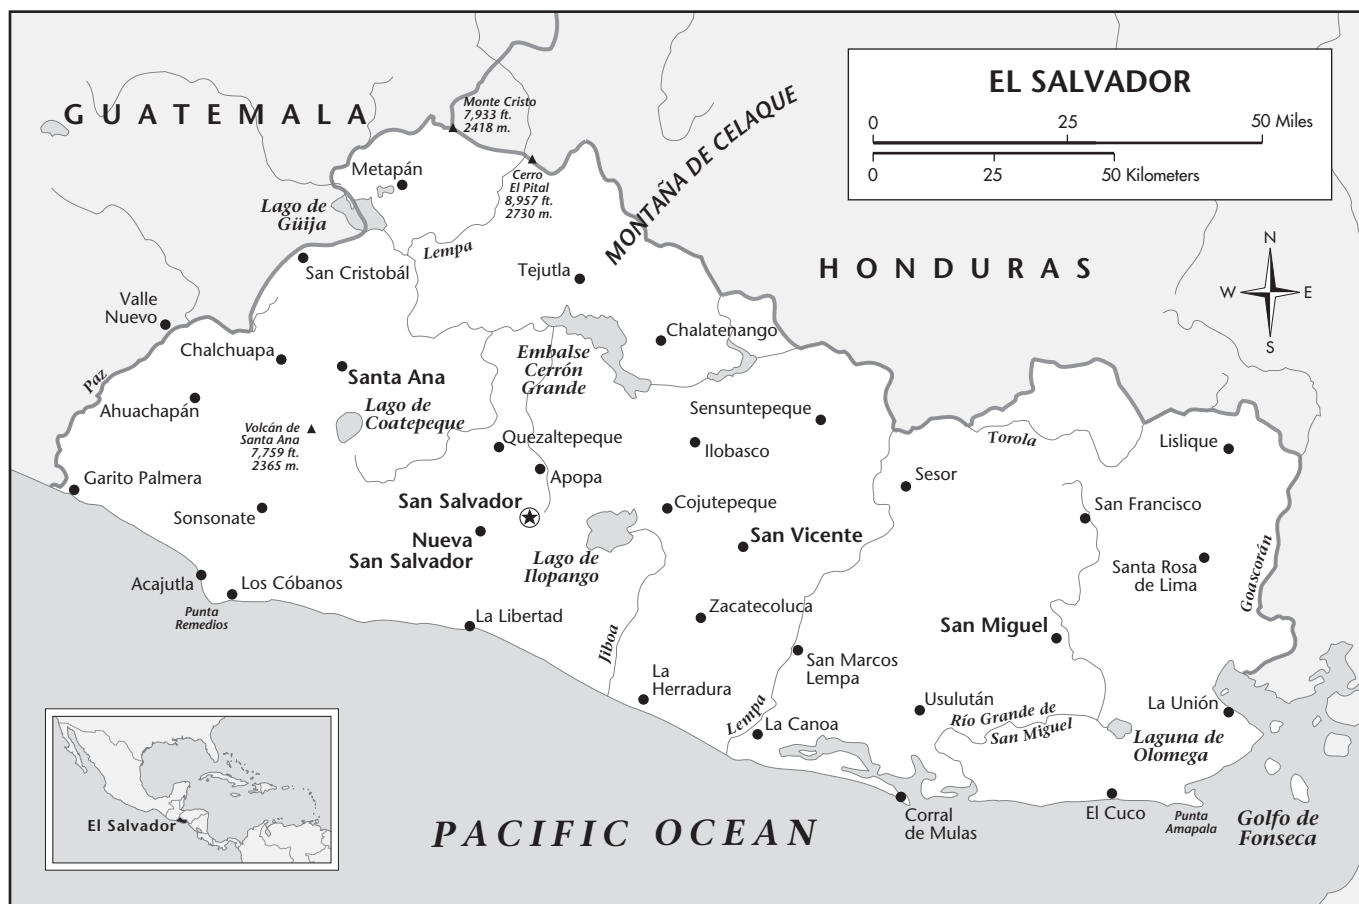 GUATEMALA
Monte Cristo
7,933 ft.
2418 m.
EL SALVADOR
0 25 50 Miles
0 25 50 Kilometers
MONTAÑA DE CELAQUE
Metapán
Cerro
El Pital
8,957 ft.
2730 m.
Lago de
Güija
Lempa
HONDURAS
N
W E
S
San Cristobál
Tejutla
Valle
Nuevo
Chalatenango
Chalchuapa
Embalse
Cerrón
Grande
Paz
Santa Ana
Ahuachapán
Lago de
Coatepeque
Sensuntepeque
Volcán de
Santa Ana
7,759 ft.
2365 m.
Quezaltepeque
Ilobasco
Torola
Lislique
Garito Palmera
Apopa
Sesor
San Salvador
Cojutepeque
San Francisco
Sonsonate
Nueva
San Salvador
San Vicente
Lago de
Ilopango
Santa Rosa
de Lima
Goascorán
Acajutla
Los Cóbanos
Punta
Remedios
La Libertad
Zacatecoluca
Jiboa
San Miguel
San Marcos
Lempa
La
Herradura
Lempa
La Canoa
Usulután
Río Grande de
San Miguel
La Unión
Laguna de
Olomega
El Salvador
PACIFIC OCEAN
Corral
de Mulas
El Cuco
Punta
Amapala
Golfo de
Fonseca